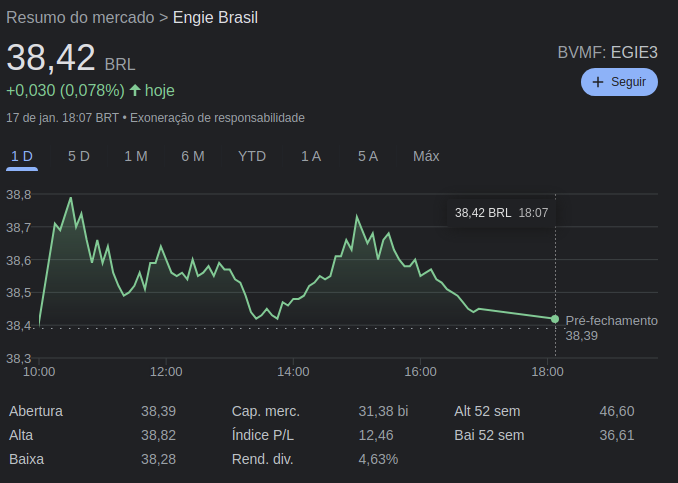 Resumo do mercado > Engie Brasil
38,42 BRL
BVMF: EGIE3
+0,030 (0,078%) ↑ hoje
+ Seguir
17 de jan. 18:07 BRT • Exoneração de responsabilidade
1 D 5 D 1 M 6 M YTD 1 A 5 A Máx
38,8
38,42 BRL 18:07
38,7
38,6
38,5
38,4
Pré-fechamento
38,39
38,3
10:00 12:00 14:00 16:00 18:00
Abertura 38,39 Cap. merc. 31,38 bi Alt 52 sem 46,60
Alta 38,82 Índice P/L 12,46 Bai 52 sem 36,61
Baixa 38,28 Rend. div. 4,63%